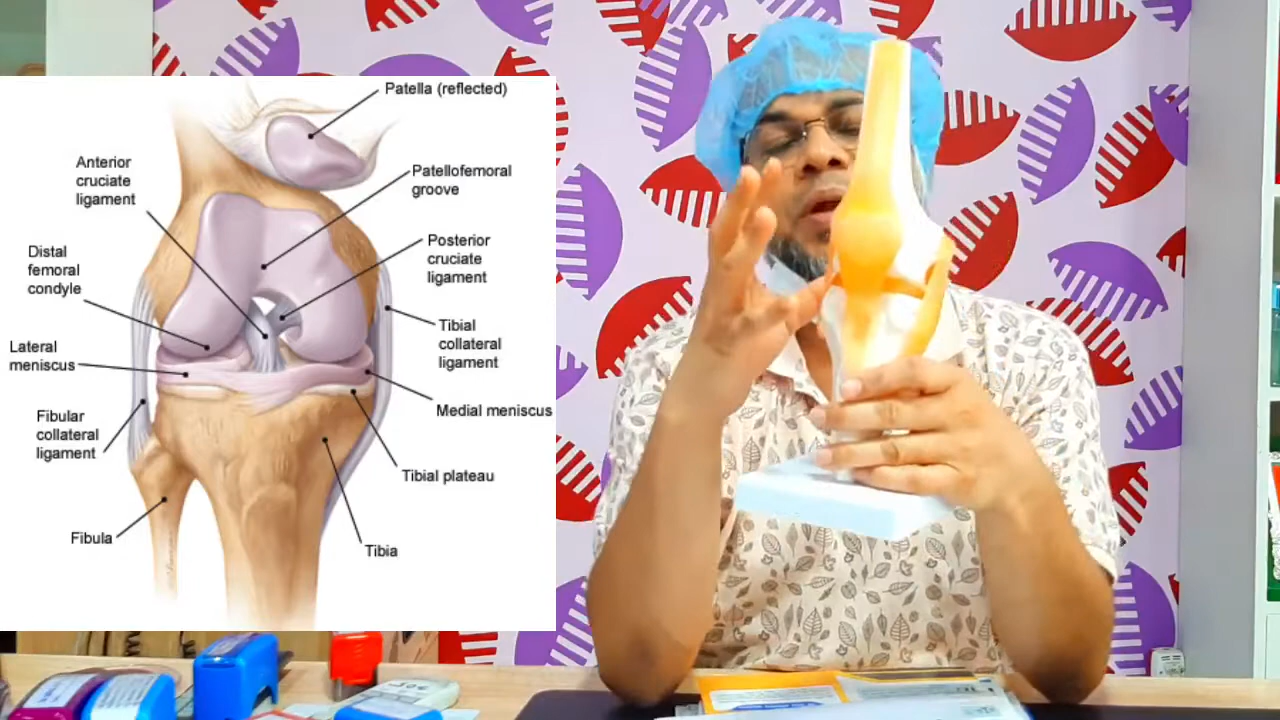 Patella (reflected)
Anterior
cruciate
ligament
Patellofemoral
groove
Distal
femoral
condyle
Posterior
cruciate
ligament
Lateral
meniscus
Tibial
collateral
ligament
Fibular
collateral
ligament
Medial meniscus
Tibial plateau
Fibula
Tibia